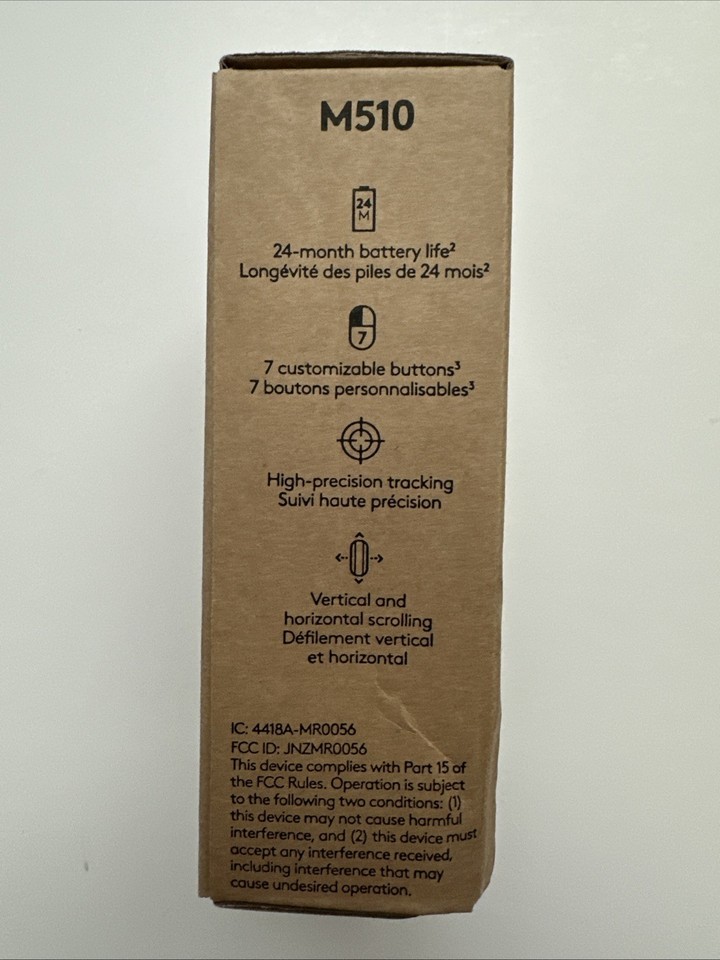 M510
24
M
24-month battery life²
Longévité des piles de 24 mois²
7
7 customizable buttons³
7 boutons personnalisables³
High-precision tracking
Suivi haute précision
Vertical and
horizontal scrolling
Défilement vertical
et horizontal
IC: 4418A-MR0056
FCC ID: JNZMR0056
This device complies with Part 15 of
the FCC Rules. Operation is subject
to the following two conditions: (1)
this device may not cause harmful
interference, and (2) this device must
accept any interference received,
including interference that may
cause undesired operation.